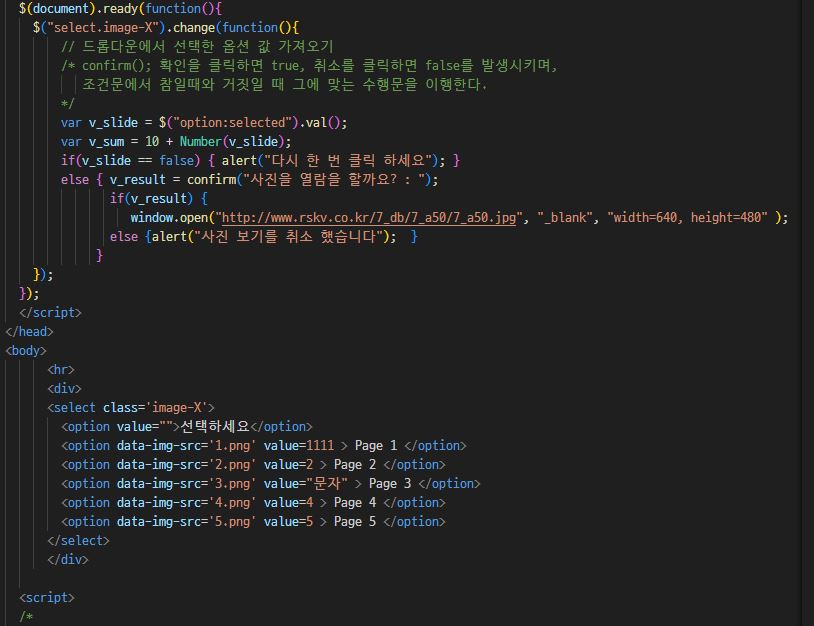 $(document).ready(function(){
$("select.image-X").change(function(){
// 드롭다운에서 선택한 옵션 값 가져오기
/* confirm(); 확인을 클릭하면 true, 취소를 클릭하면 false를 발생시키며,
조건문에서 참일때와 거짓일 때 그에 맞는 수행문을 이행한다.
*/
var v_slide = $("option:selected").val();
var v_sum = 10 + Number(v_slide);
if(v_slide == false) { alert("다시 한 번 클릭 하세요"); }
else { v_result = confirm("사진을 열람을 할까요? : ");
if(v_result) {
window.open("http://www.rskv.co.kr/7_db/7_a50/7_a50.jpg", "_blank", "width=640, height=480" );
else {alert("사진 보기를 취소 했습니다");  }
}
});
});
</script>
</head>
<body>
<hr>
<div>
<select class='image-X'>
<option value="">선택하세요</option>
<option data-img-src='1.png' value=1111 > Page 1 </option>
<option data-img-src='2.png' value=2 > Page 2 </option>
<option data-img-src='3.png' value="문자" > Page 3 </option>
<option data-img-src='4.png' value=4 > Page 4 </option>
<option data-img-src='5.png' value=5 > Page 5 </option>
</select>
</div>
<script>
/*